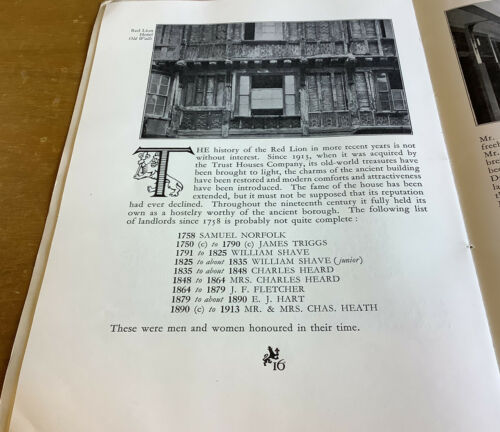 Red Lion
Hotel
Old Walls
THE history of the Red Lion in more recent years is not
without interest. Since 1913, when it was acquired by
the Trust Houses Company, its old-world treasures have
been brought to light, the charms of the ancient building
have been restored and modern comforts and attractiveness
have been introduced. The fame of the house has been
extended, but it must not be supposed that its reputation
had ever declined. Throughout the nineteenth century it fully held its
own as a hostelry worthy of the ancient borough. The following list
of landlords since 1758 is probably not quite complete :
1758 SAMUEL NORFOLK
1750 (c) to 1790 (c) JAMES TRIGGS
1791 to 1825 WILLIAM SHAVE
1825 to about 1835 WILLIAM SHAVE (junior)
1835 to about 1848 CHARLES HEARD
1848 to 1864 MRS. CHARLES HEARD
1864 to 1879 J. F. FLETCHER
1879 to about 1890 E. J. HART
1890 (c) to 1913 MR. & MRS. CHAS. HEATH
These were men and women honoured in their time.
16
Mr.
Mr.